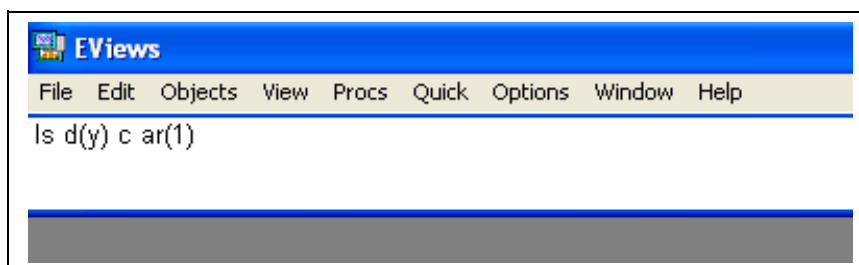 EViews
File Edit Objects View Procs Quick Options Window Help
ls d(y) c ar(1)